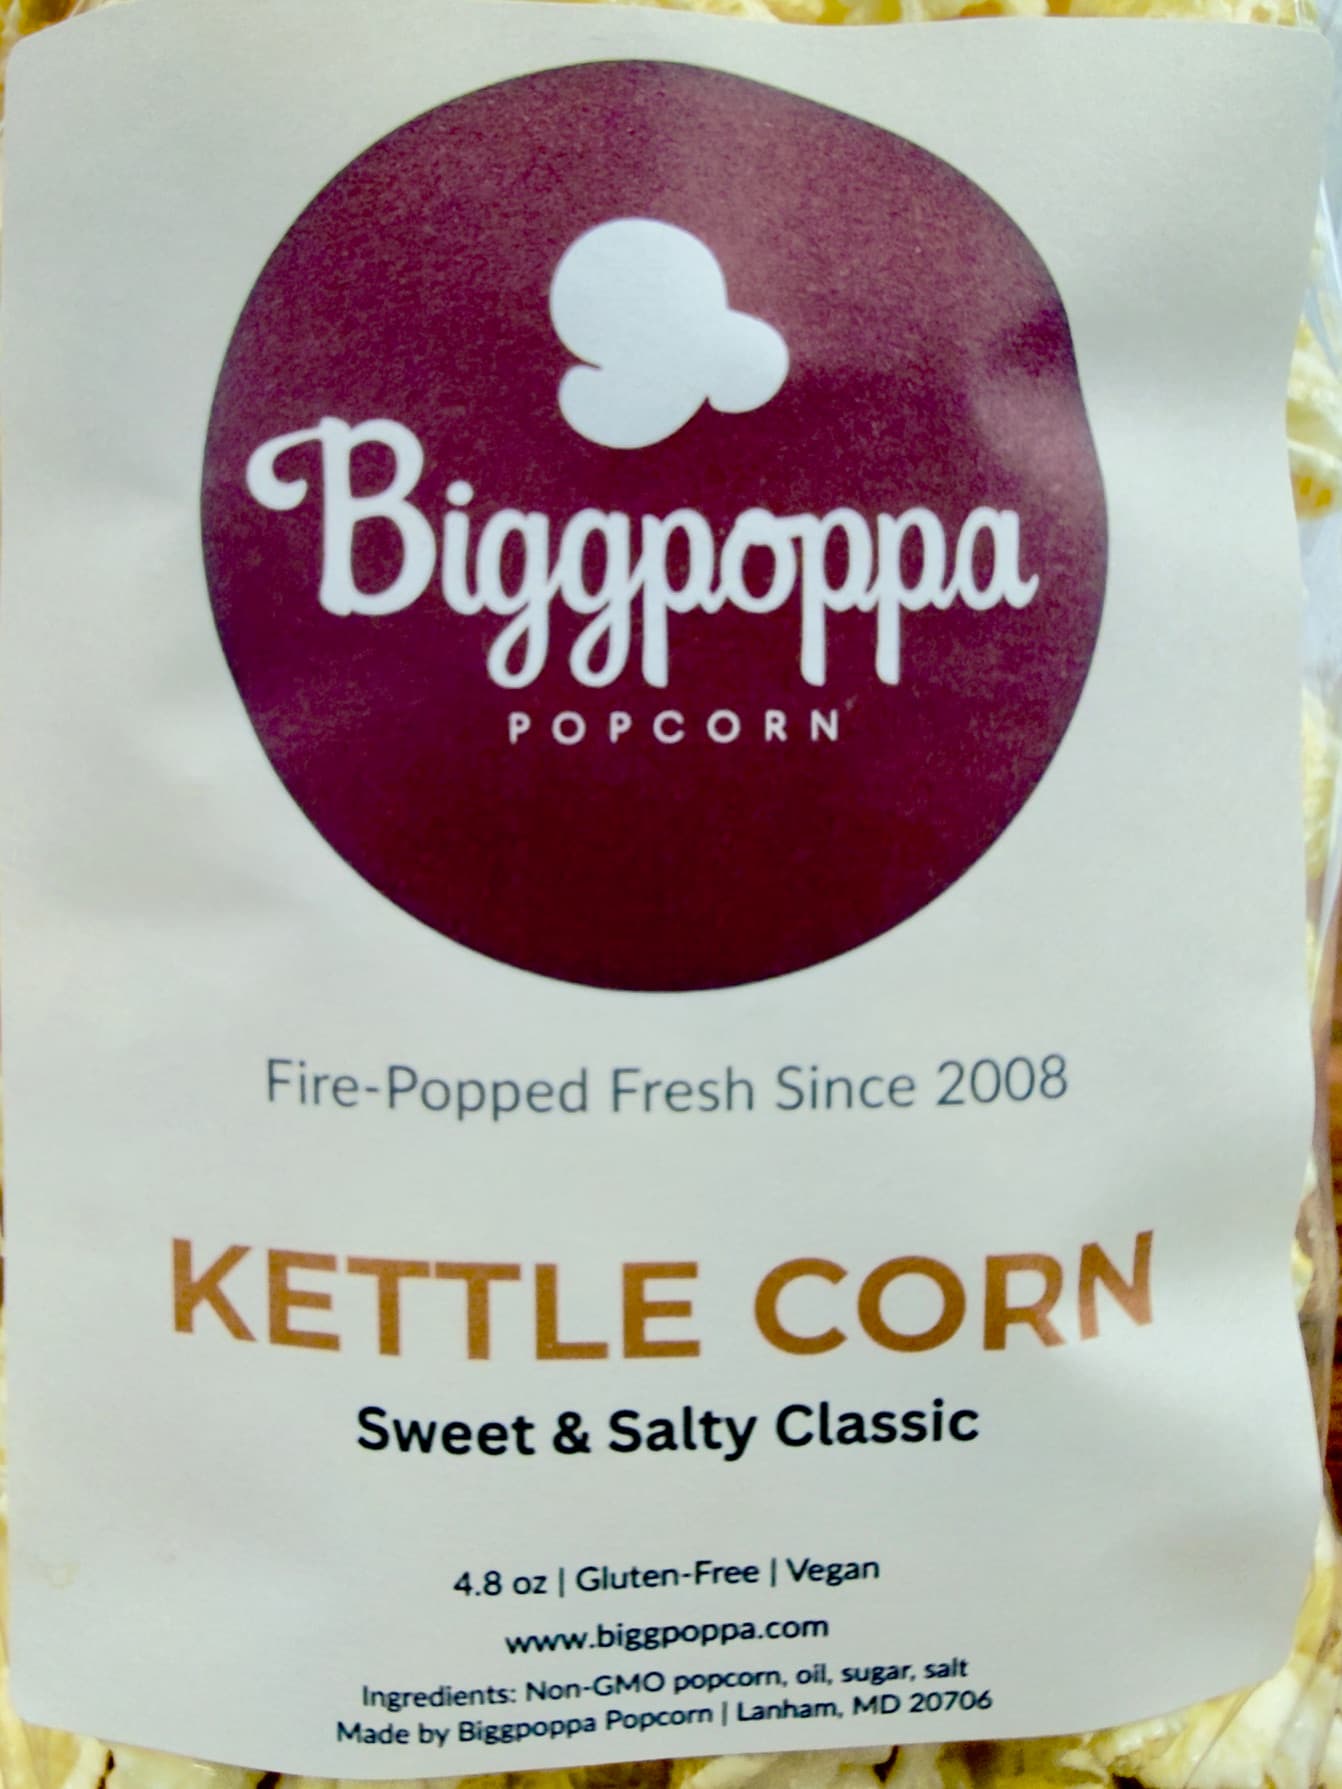 Biggpoppa
POPCORN
Fire-Popped Fresh Since 2008
KETTLE CORN
Sweet & Salty Classic
4.8 oz | Gluten-Free | Vegan
www.biggpoppa.com
Ingredients: Non-GMO popcorn, oil, sugar, salt
Made by Biggpoppa Popcorn | Lanham, MD 20706